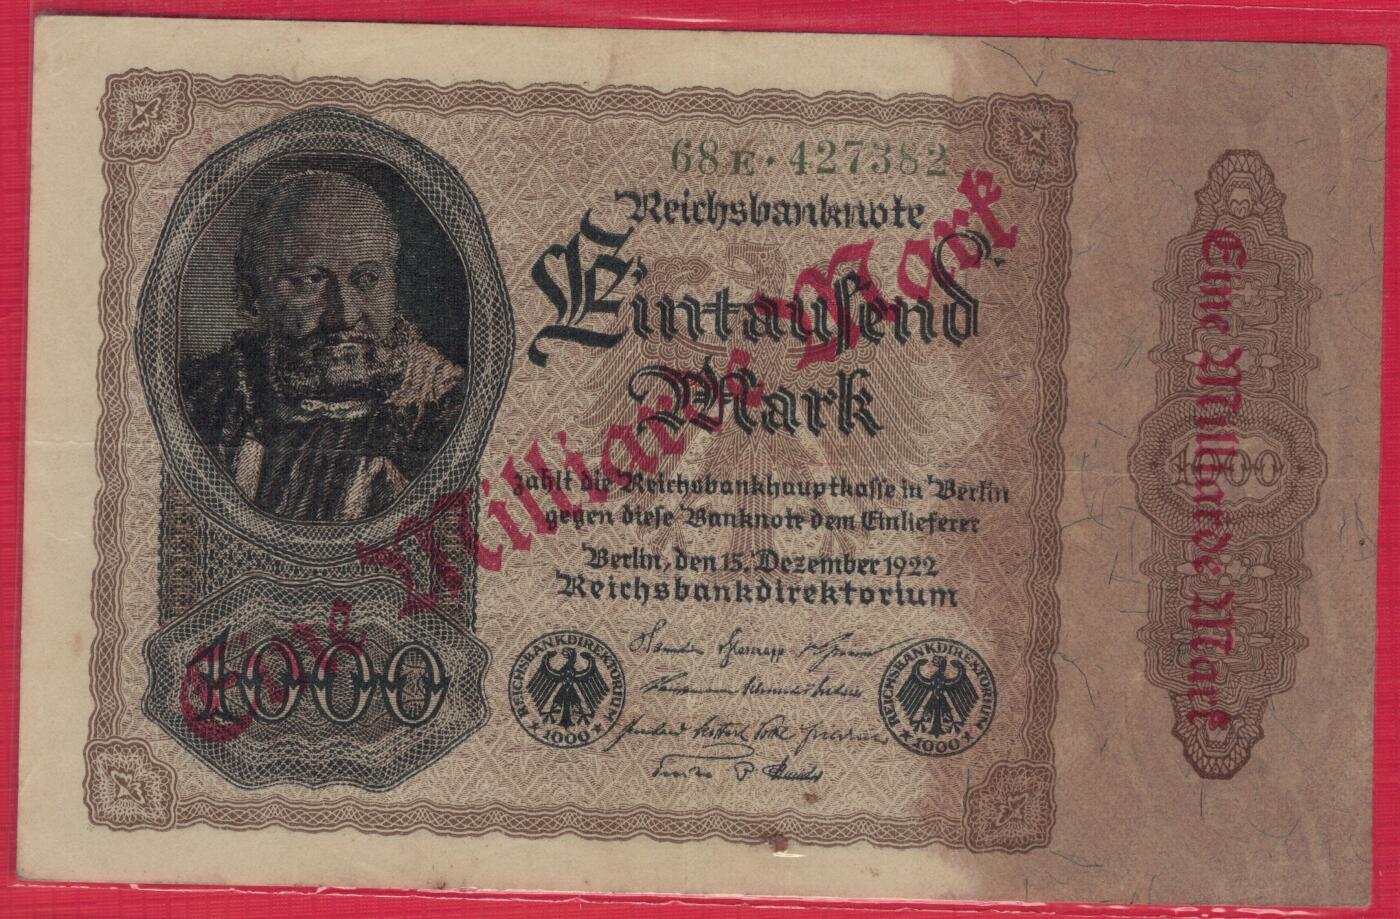 68E·427382
Reichsbanknote
Eintausend
Mark
zahlt die Reichsbankhauptkasse in Berlin
gegen diese Banknote dem Einlieferer
Berlin, den 15. Dezember 1922
Reichsbankdirektorium
1000
REICHSBANKDIREKTORIUM
1000
REICHSBANKDIREKTORIUM
1000
Eine Milliarde Mark
Eine Milliarde Mark
1000